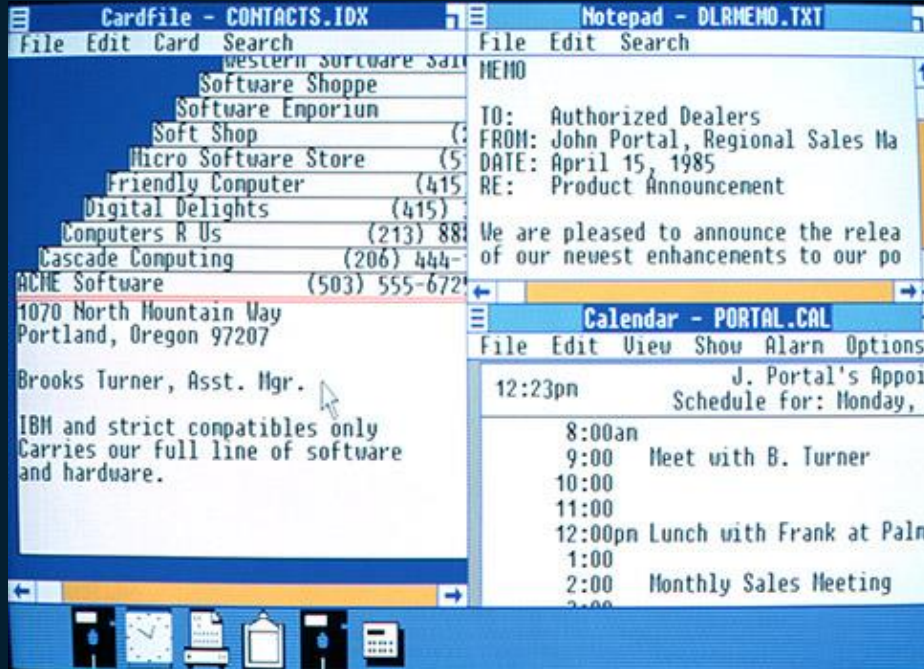 Cardfile - CONTACTS.IDX
File Edit Card Search
Western Software
Software Shoppe
Software Emporium
Soft Shop
Micro Software Store
Friendly Computer (415
Digital Delights (415)
Computers R Us (213) 88
Cascade Computing (206) 444-
ACME Software (503) 555-672
1070 North Mountain Way
Portland, Oregon 97207
Brooks Turner, Asst. Mgr.
IBM and strict compatibles only
Carries our full line of software
and hardware.
Notepad - DLRMEMO.TXT
File Edit Search
MEMO
TO: Authorized Dealers
FROM: John Portal, Regional Sales Ma
DATE: April 15, 1985
RE: Product Announcement
We are pleased to announce the relea
of our newest enhancements to our po
Calendar - PORTAL.CAL
File Edit View Show Alarm Options
12:23pm
J. Portal's Appoi
Schedule for: Monday,
8:00am
9:00 Meet with B. Turner
10:00
11:00
12:00pm Lunch with Frank at Palm
1:00
2:00 Monthly Sales Meeting